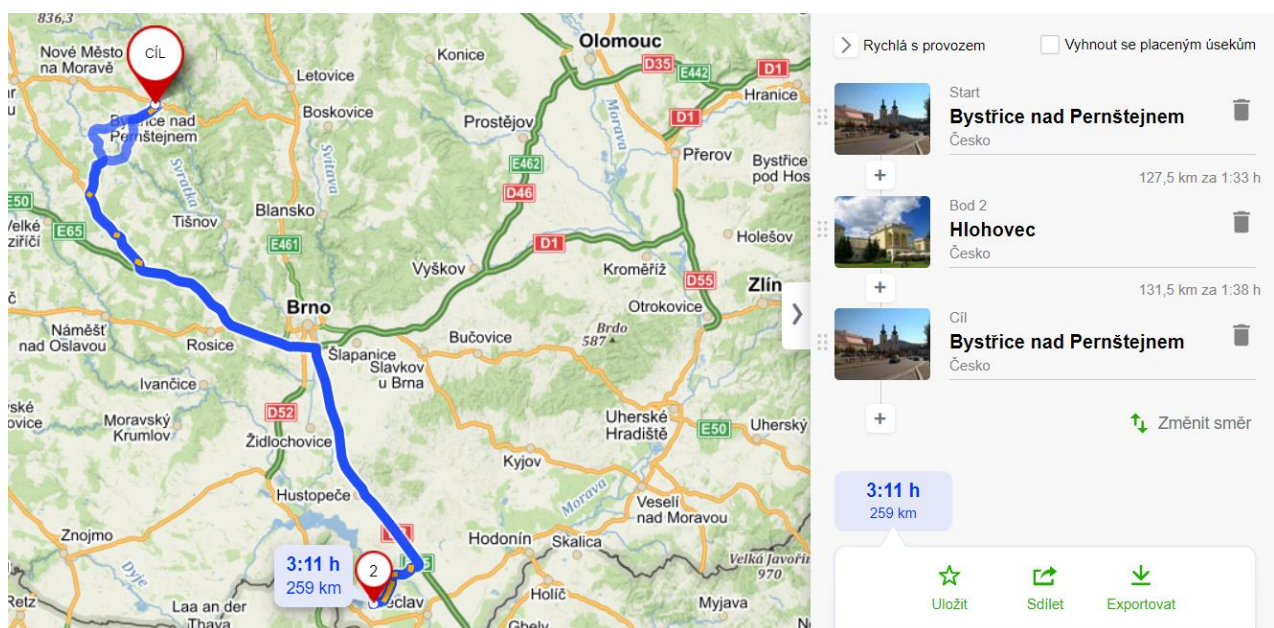 836,3
Nové Město
na Moravě
CÍL
Letovice
Boskovice
Konice
Olomouc
D35
E442
D1
Hranice
Prostějov
Morava
D1
Přerov
Bystřice
pod Hos
Pernštejnem
Svratka
Svitava
E462
D46
E50
Velké
ziříčí
E65
Tišnov
Blansko
E461
D1
Holešov
Vyškov
Kroměříž
D55
Zlín
Otrokovice
Brno
Náměšť
nad Oslavou
Rosice
Šlapanice
Slavkov
u Brna
Bučovice
Brdo
587
Ivančice
Moravský
Krumlov
D52
Židlochovice
Uherské
Hradiště
E50
Uherský
Kyjov
Hustopeče
Morava
Veselí
nad Moravou
Znojmo
Dyje
Hodonín
Skalica
Velká Javořin
970
3:11 h
259 km
2
Retz
Laa an der
Thaya
Holíč
Myjava
Gbely
Rychlá s provozem
Vyhnout se placeným úsekům
Start
Bystřice nad Pernštejnem
Česko
+
127,5 km za 1:33 h
Bod 2
Hlohovec
Česko
+
131,5 km za 1:38 h
Cíl
Bystřice nad Pernštejnem
Česko
+
Změnit směr
3:11 h
259 km
Uložit
Sdílet
Exportovat